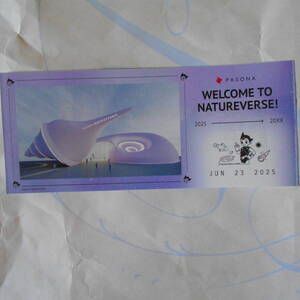 PASONA
WELCOME TO
NATUREVERSE!
2025 → 20XX
JUN 23 2025